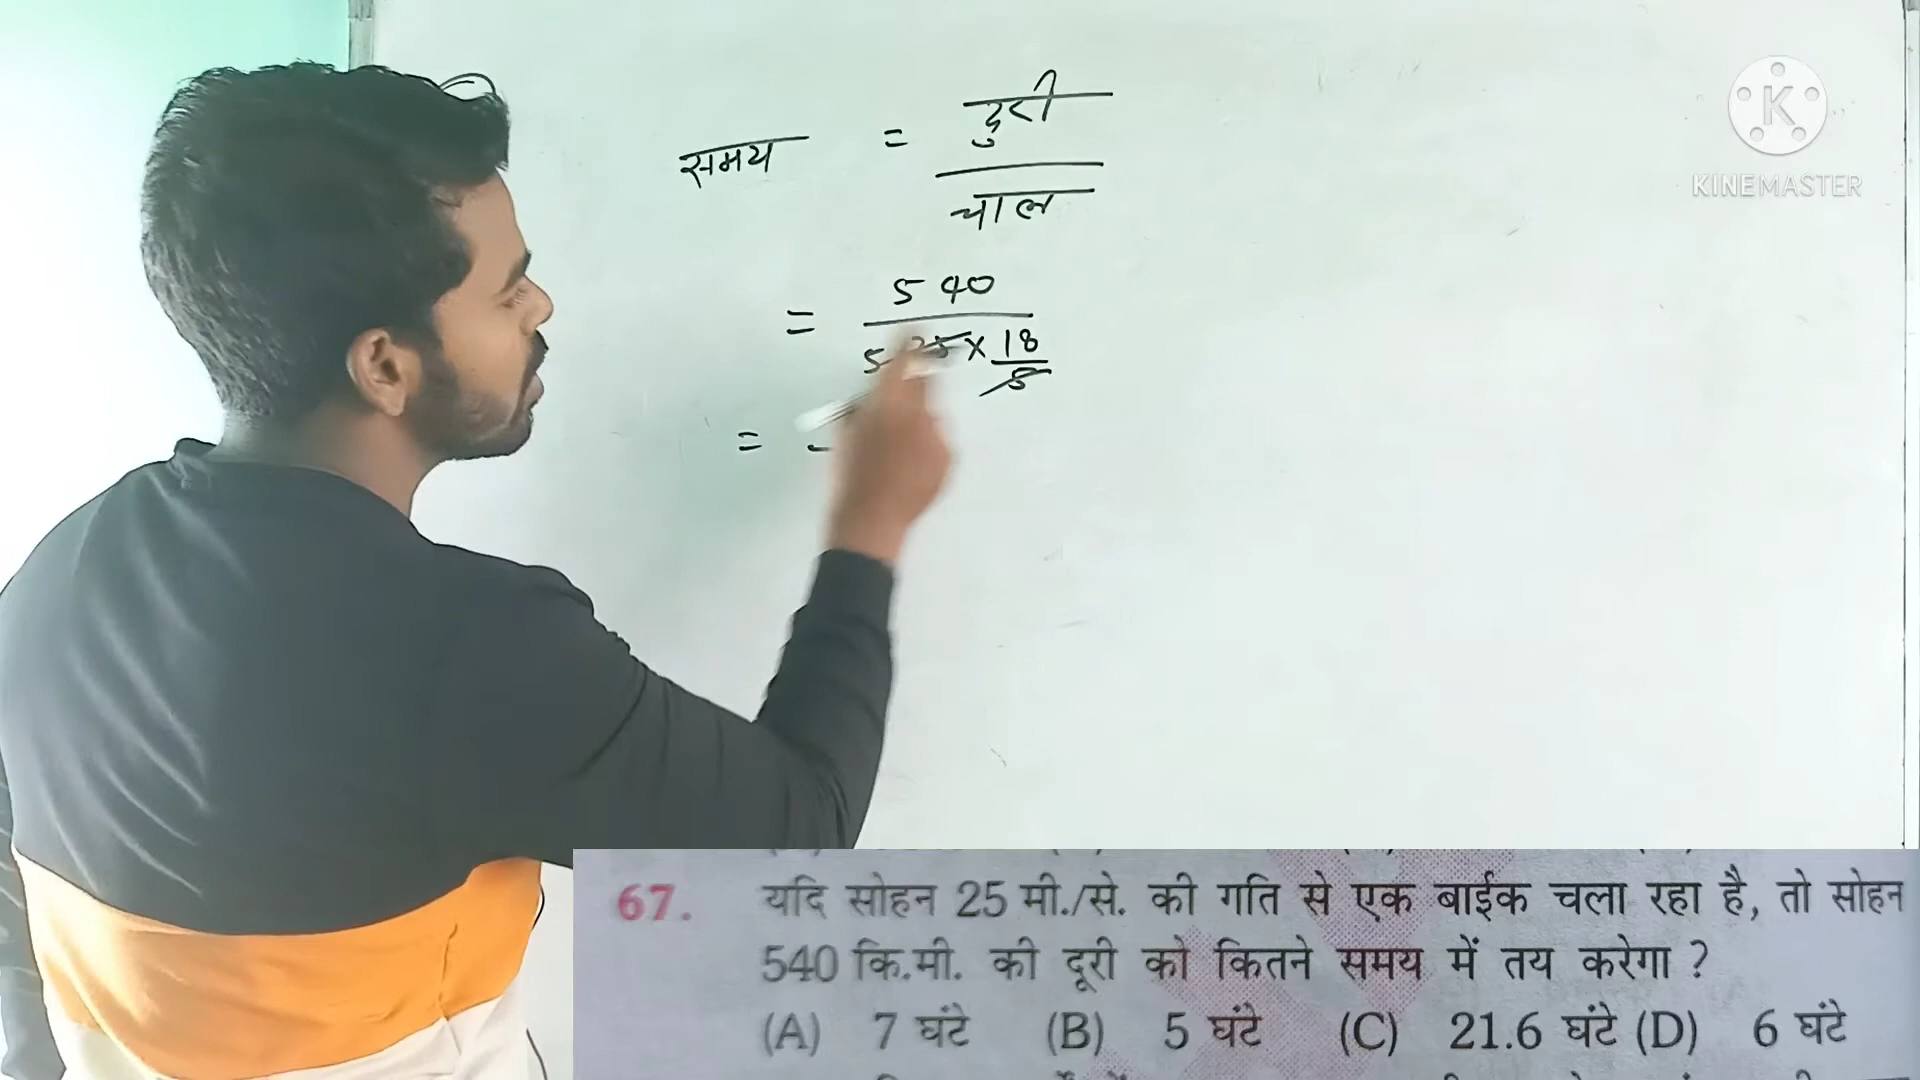 समय = दुरी
चाल
KINEMASTER
= 540
5 25 × 18
5
=
67. यदि सोहन 25 मी./से. की गति से एक बाईक चला रहा है, तो सोहन
540 कि.मी. की दूरी को कितने समय में तय करेगा ?
(A) 7 घंटे (B) 5 घंटे (C) 21.6 घंटे (D) 6 घंटे